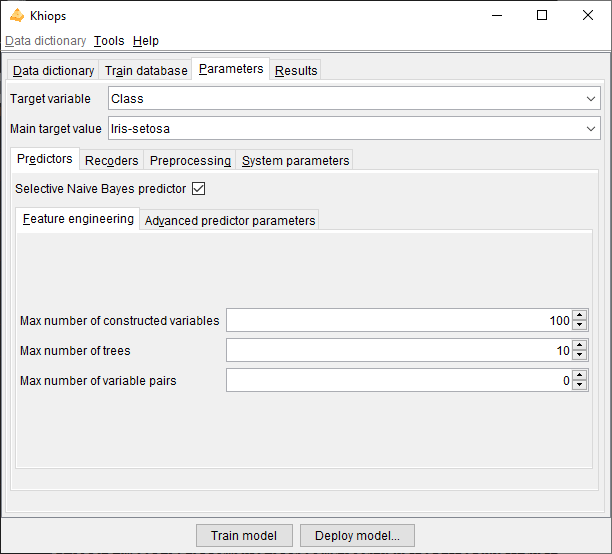 Khiops
Data dictionary Tools Help
Data dictionary Train database Parameters Results
Target variable Class
Main target value Iris-setosa
Predictors Recoders Preprocessing System parameters
Selective Naive Bayes predictor
Feature engineering Advanced predictor parameters
Max number of constructed variables 100
Max number of trees 10
Max number of variable pairs 0
Train model Deploy model...